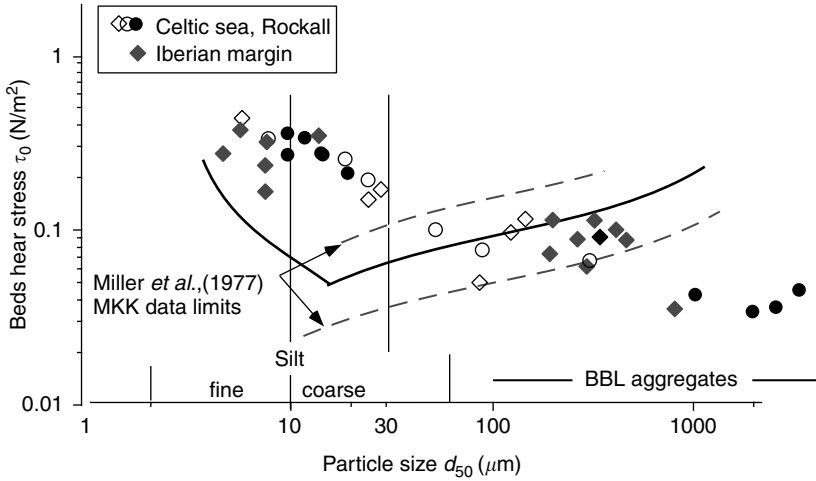 Celtic sea, Rockall
Iberian margin
1
Beds hear stress τ0 (N/m2)
0.1
Miller et al.,(1977)
MKK data limits
Silt
fine
coarse
BBL aggregates
0.01
1
10
30
100
1000
Particle size d50 (μm)